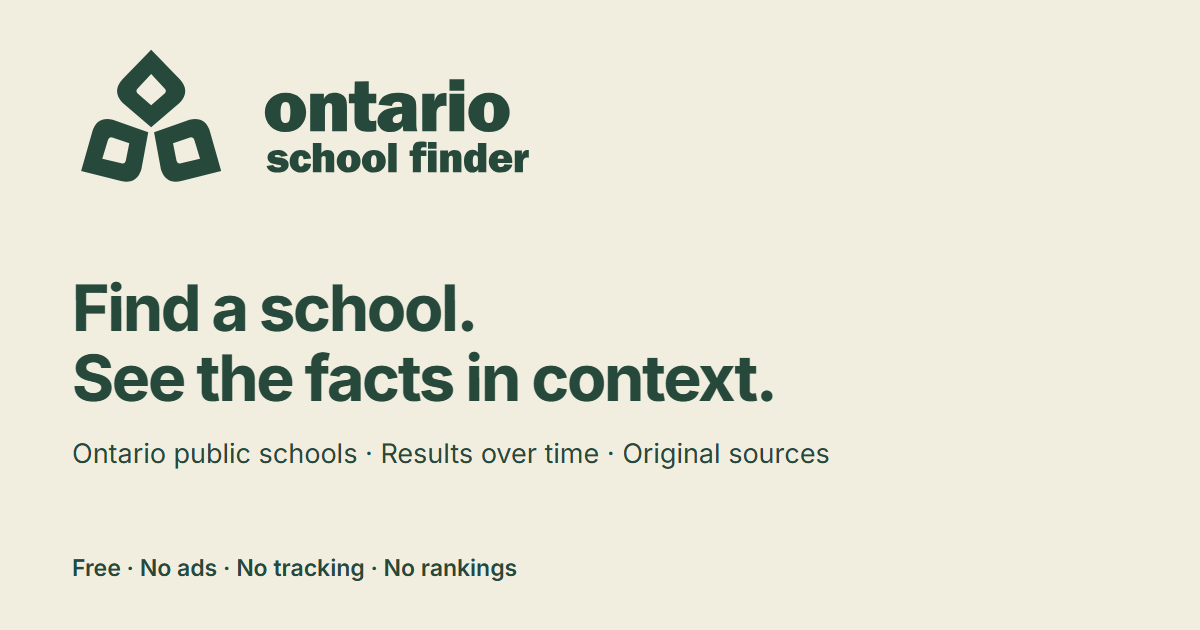 ontario
school finder
Find a school.
See the facts in context.
Ontario public schools · Results over time · Original sources
Free · No ads · No tracking · No rankings